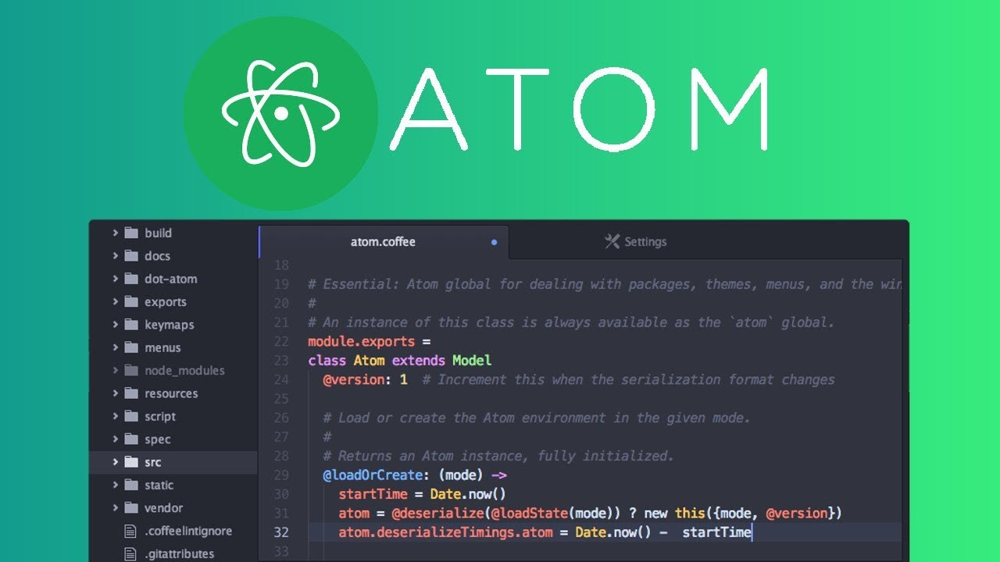 ATOM
build
docs
dot-atom
exports
keymaps
menus
node_modules
resources
script
spec
src
static
vendor
.coffeelintignore
.gitattributes
atom.coffee
Settings
18
19 # Essential: Atom global for dealing with packages, themes, menus, and the
20 #
21 # An instance of this class is always available as the `atom` global.
22 module.exports =
23 class Atom extends Model
24 @version: 1 # Increment this when the serialization format changes
25
26 # Load or create the Atom environment in the given mode.
27 #
28 # Returns an Atom instance, fully initialized.
29 @loadOrCreate: (mode) ->
30 startTime = Date.now()
31 atom = @deserialize(@loadState(mode)) ? new this({mode, @version})
32 atom.deserializeTimings.atom = Date.now() - startTime
33